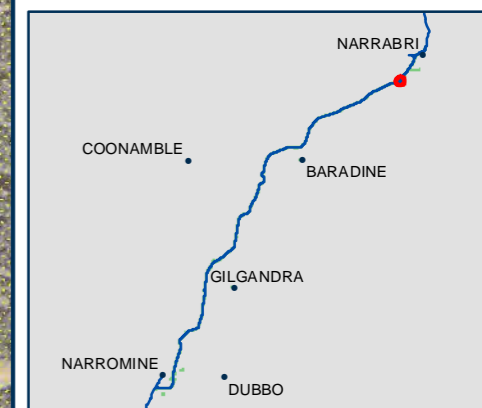 NARRABRI
COONAMBLE
BARADINE
GILGANDRA
NARROMINE
DUBBO